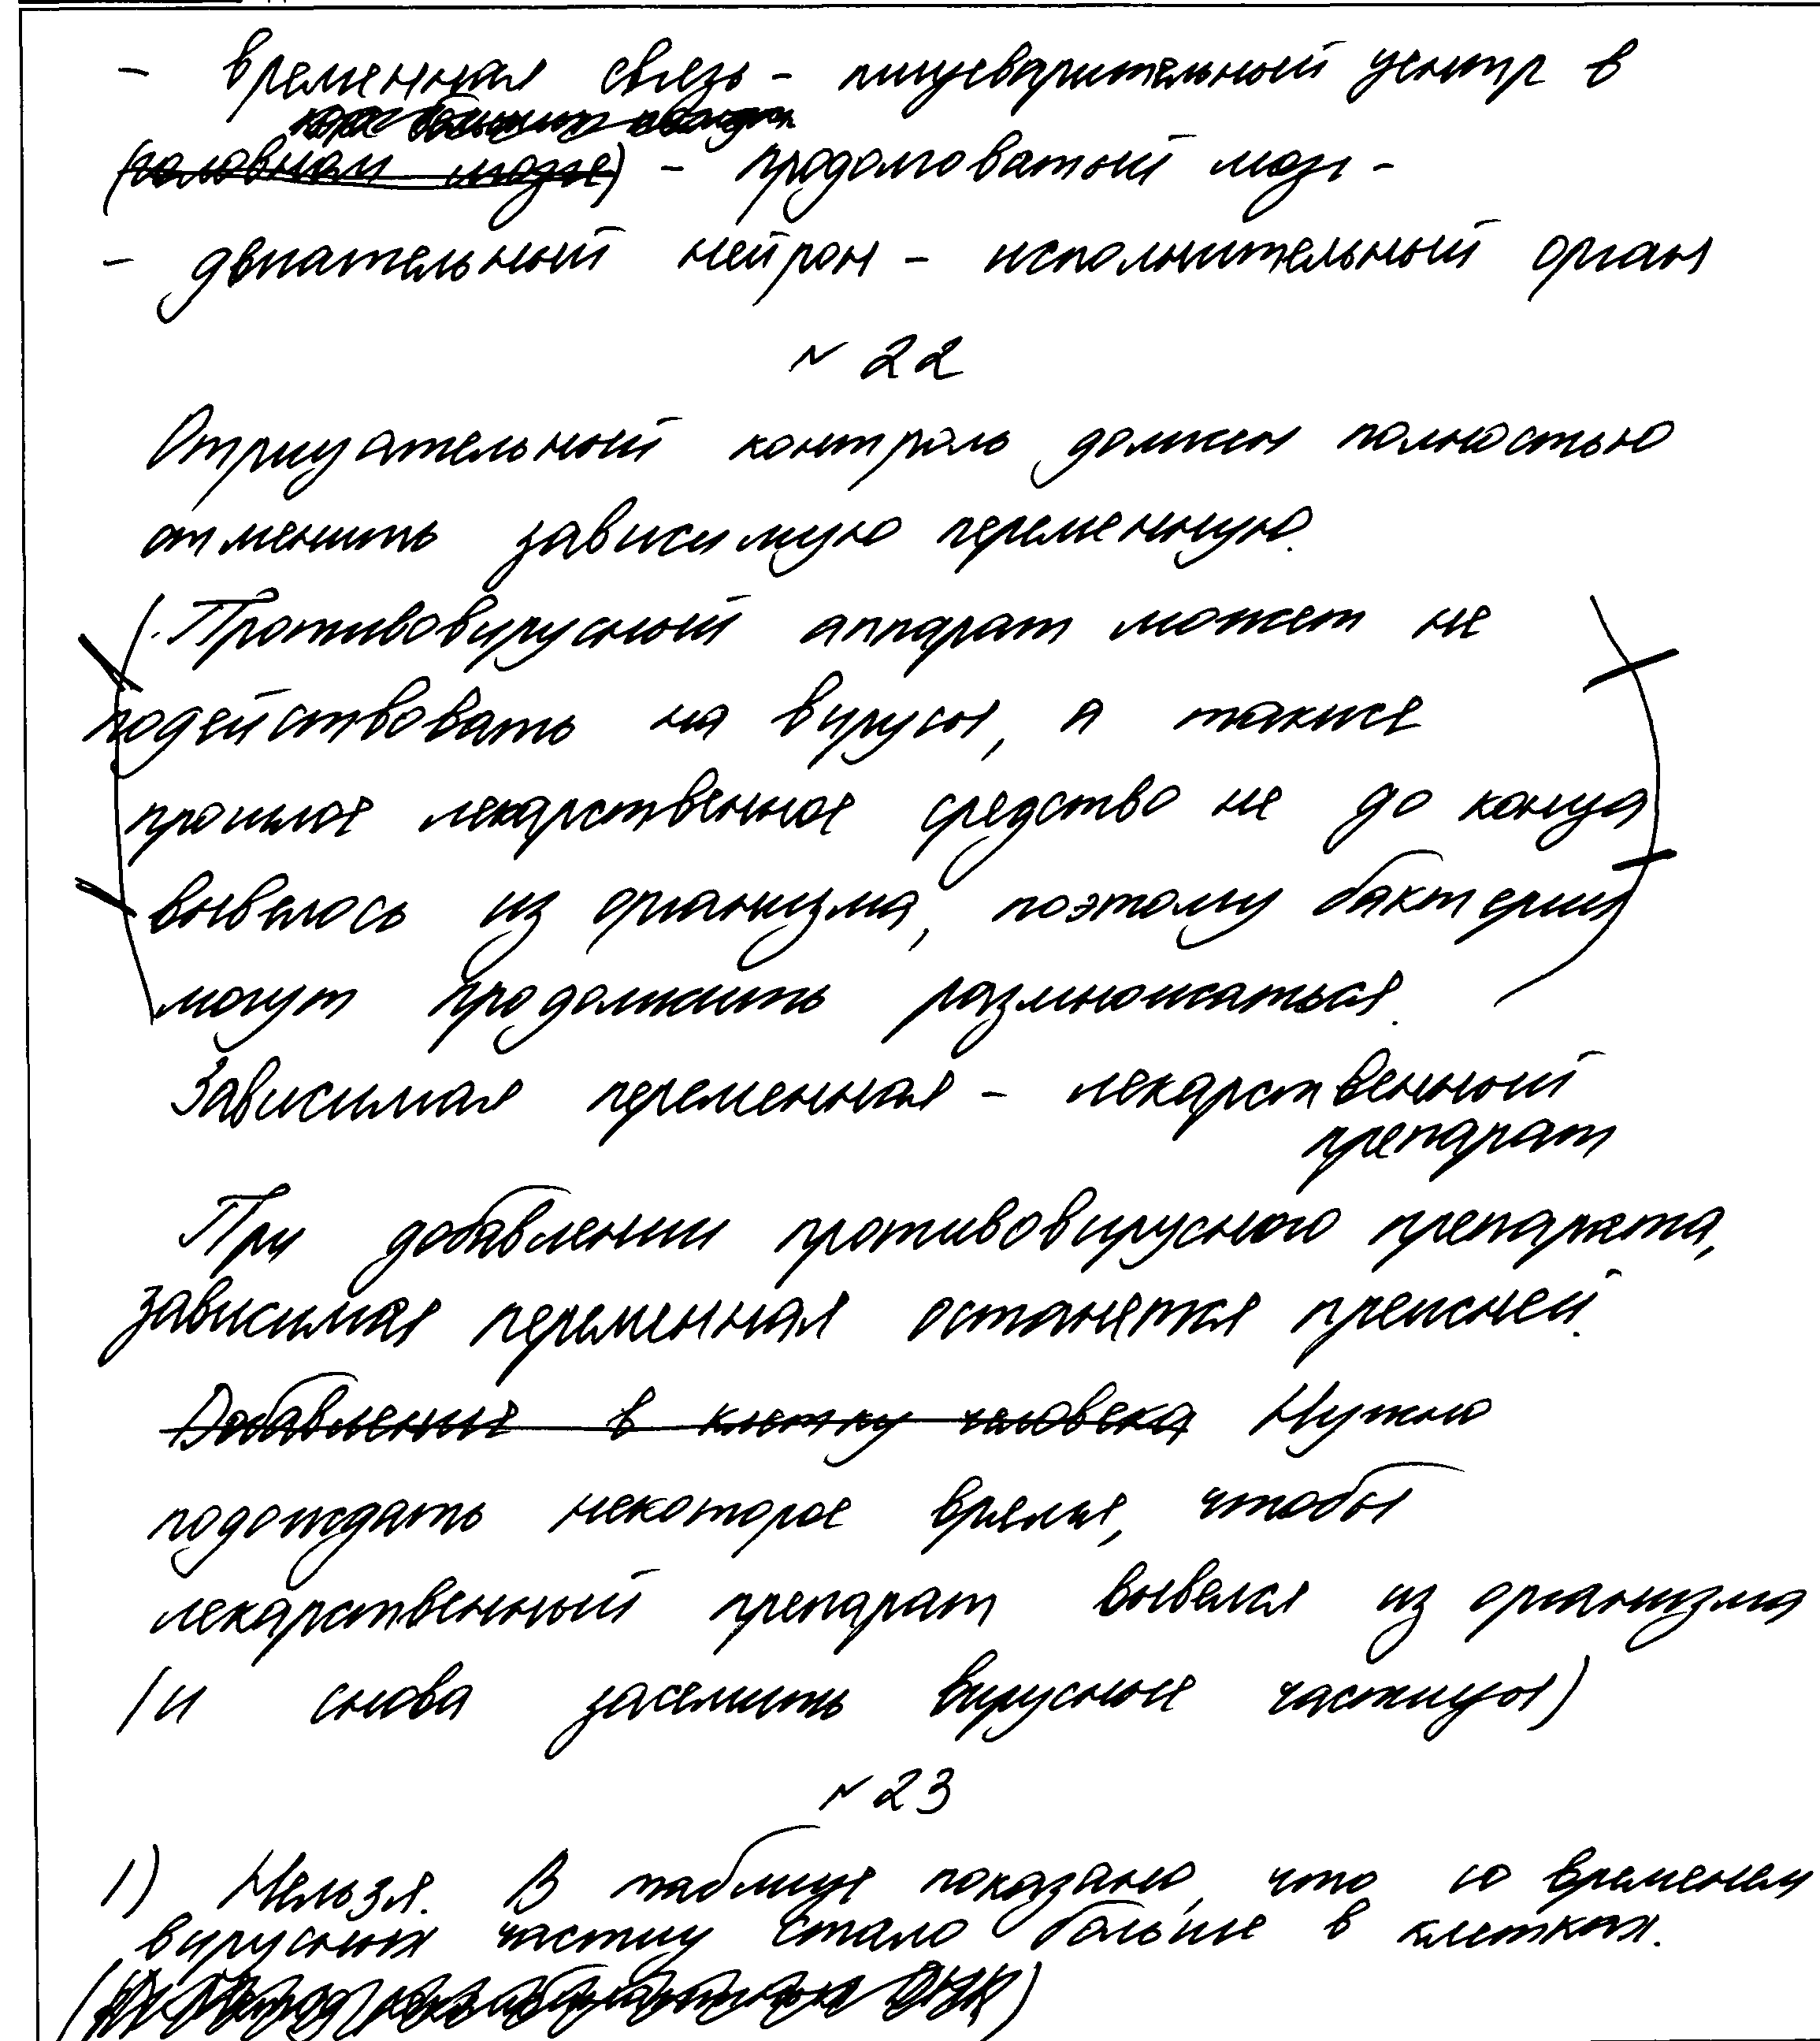 - временная связь - пищеварительный центр в
кора больших полушарий
(головном мозге) - продолговатый мозг -
- двигательный нейрон - исполнительный орган
№ 22
Отрицательный контроль должен полностью
отменить зависимую переменную.
(Противовирусный аппарат может не
подействовать на вирусы, а также
прошлое лекарственное средство не до конца
вывелось из организма, поэтому бактерии
могут продолжить размножаться.)
Зависимая переменная - лекарственный
препарат
При добавлении противовирусного препарата,
зависимая переменная останется прежней.
Добавление в клетку человека Нужно
подождать некоторое время, чтобы
лекарственный препарат вывелся из организма
(и снова заселить вирусные частицы)
№ 23
1) Нельзя. В таблице показано, что со временем
вирусных частиц стало больше в клетках.